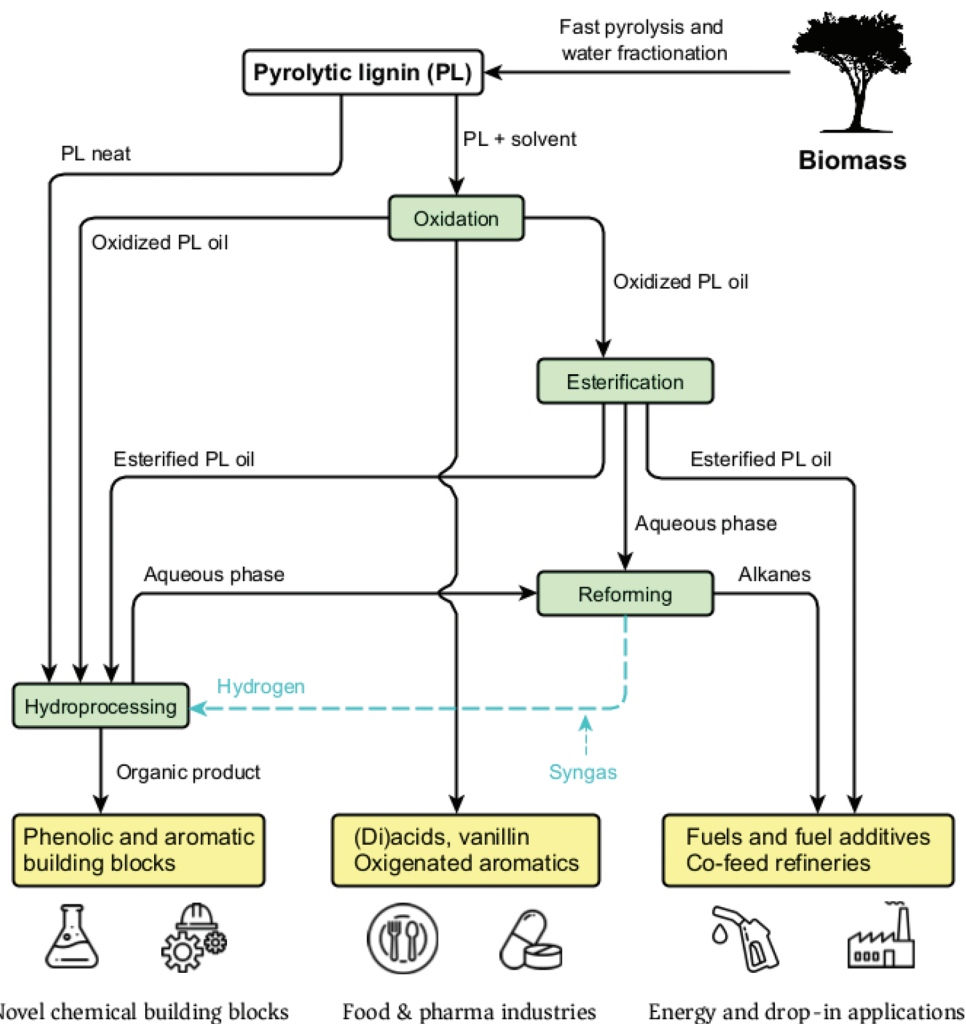 Fast pyrolysis and
water fractionation
Pyrolytic lignin (PL)
Biomass
PL neat
PL + solvent
Oxidation
Oxidized PL oil
Oxidized PL oil
Esterification
Esterified PL oil
Esterified PL oil
Aqueous phase
Aqueous phase
Reforming
Alkanes
Hydrogen
Hydroprocessing
Syngas
Organic product
Phenolic and aromatic
building blocks
(Di)acids, vanillin
Oxigenated aromatics
Fuels and fuel additives
Co-feed refineries
Novel chemical building blocks
Food & pharma industries
Energy and drop-in applications